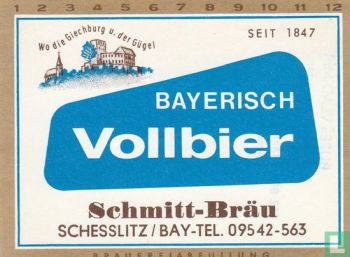 1 2 3 4 5 6 7 8 9 10 11 12
Wo die Giechburg u. der Gügel
SEIT 1847
BAYERISCH
Vollbier
Schmitt-Bräu
SCHESSLITZ/BAY-TEL. 09542-563
BRAUEREIABFÜLLUNG